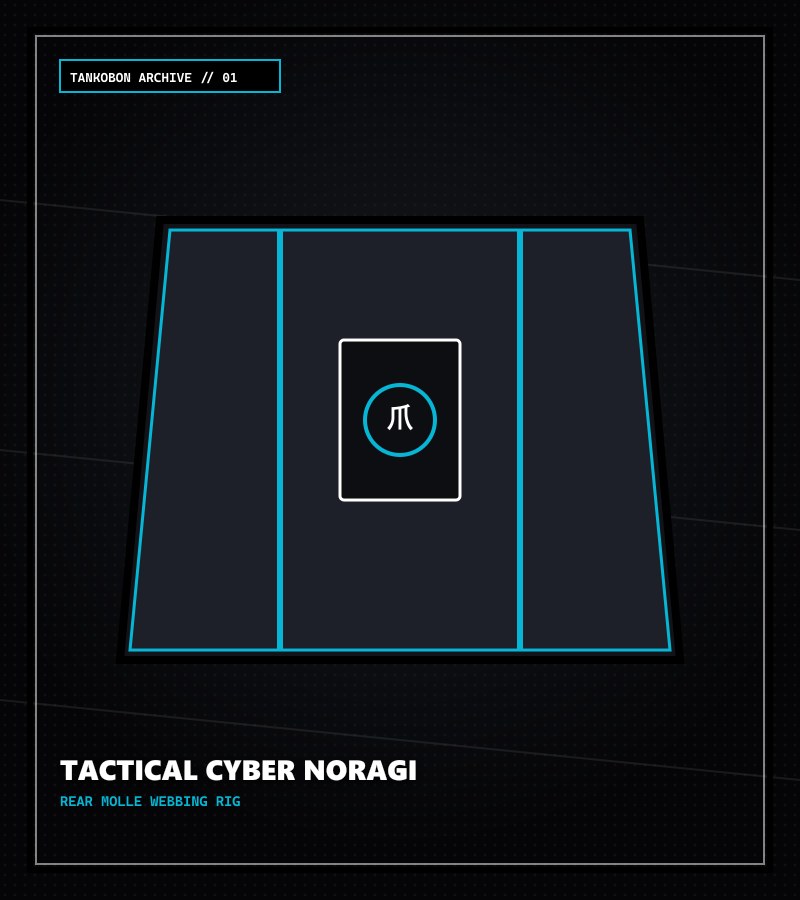 TANKOBON ARCHIVE // 01
爪
TACTICAL CYBER NORAGI
REAR MOLLE WEBBING RIG